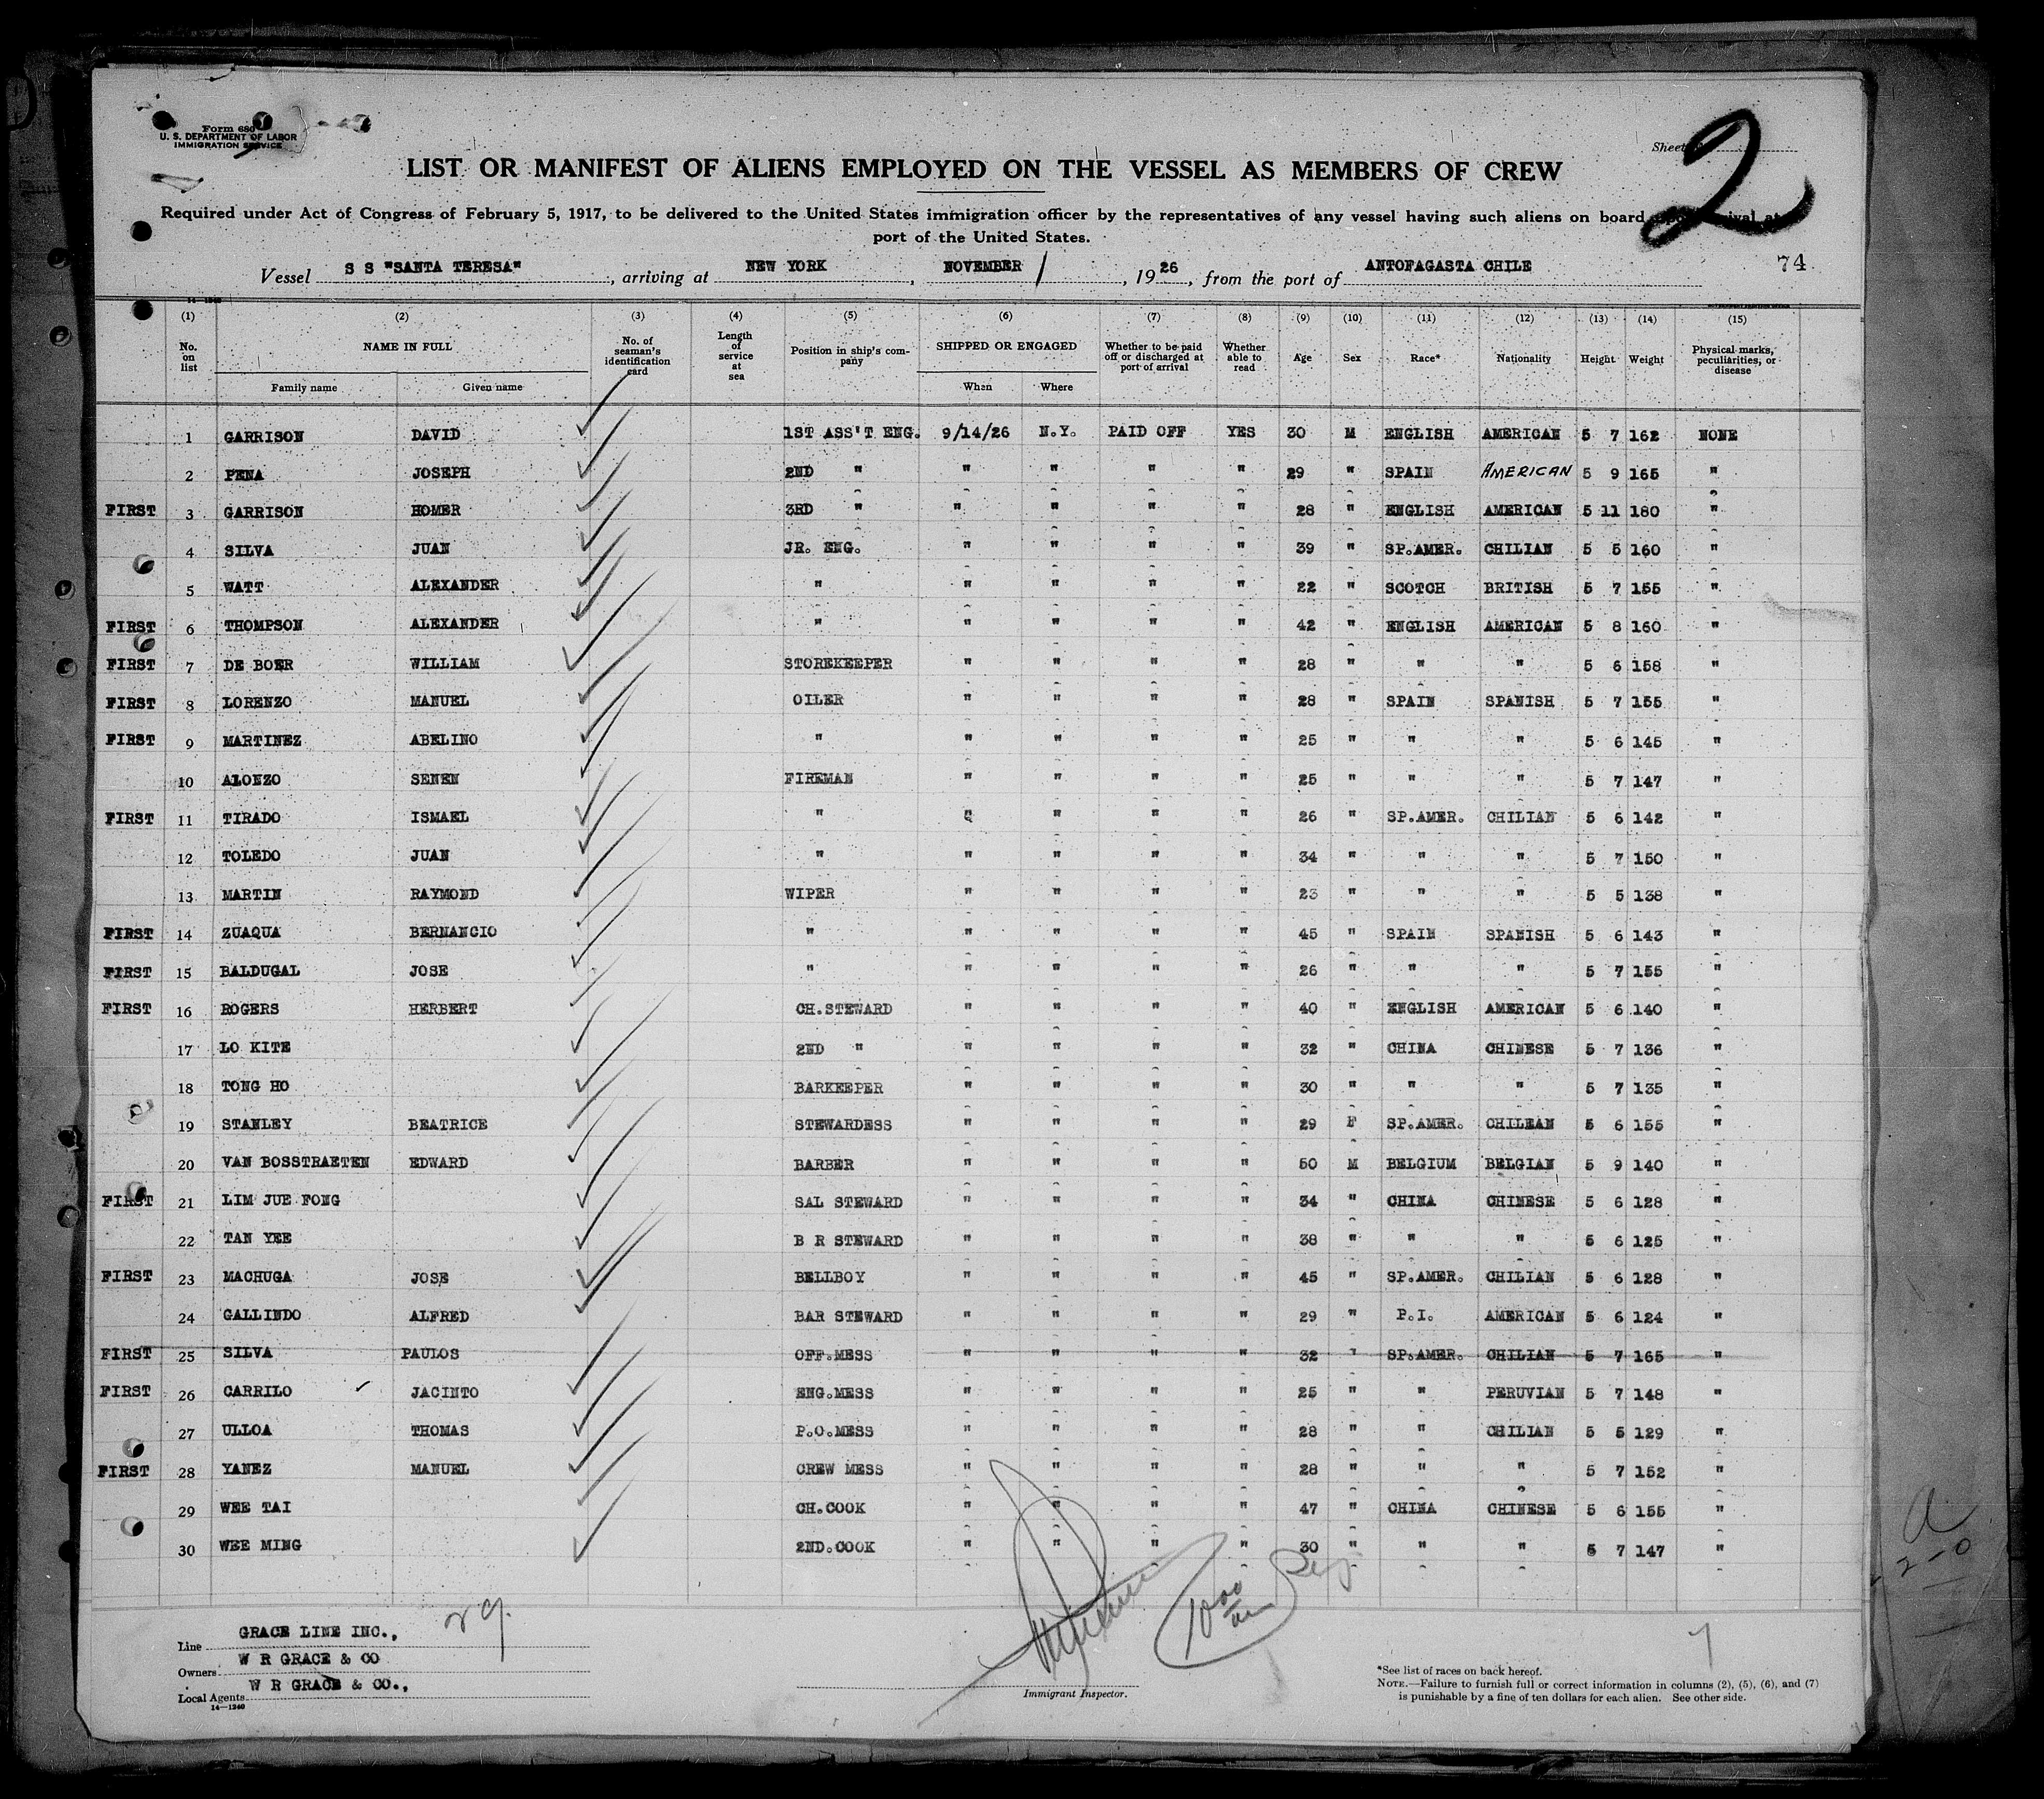 Form 680
U. S. DEPARTMENT OF LABOR
IMMIGRATION SERVICE
Sheet
2
LIST OR MANIFEST OF ALIENS EMPLOYED ON THE VESSEL AS MEMBERS OF CREW
Required under Act of Congress of February 5, 1917, to be delivered to the United States immigration officer by the representatives of any vessel having such aliens on board upon arrival at
port of the United States.
Vessel S S "SANTA TERESA", arriving at NEW YORK, NOVEMBER 1, 1926, from the port of ANTOFAGASTA CHILE 74
(1) (2) (3) (4) (5) (6) (7) (8) (9) (10) (11) (12) (13) (14) (15)
No. on list NAME IN FULL Family name Given name No. of seaman's identification card Length of service at sea Position in ship's company SHIPPED OR ENGAGED When Where Whether to be paid off or discharged at port of arrival Whether able to read Age Sex Race* Nationality Height Weight Physical marks, peculiarities, or disease
1 GARRISON DAVID 1ST ASS'T ENG. 9/14/26 N.Y. PAID OFF YES 30 M ENGLISH AMERICAN 5 7 162 NONE
2 PENA JOSEPH 2ND " " " " " 29 " SPAIN AMERICAN 5 9 165 "
FIRST 3 GARRISON HOMER 3RD " " " " " 28 " ENGLISH AMERICAN 5 11 180 "
4 SILVA JUAN JR. ENG. " " " " 39 " SP.AMER. CHILIAN 5 5 160 "
5 WATT ALEXANDER " " " " " 22 " SCOTCH BRITISH 5 7 155 "
FIRST 6 THOMPSON ALEXANDER " " " " " 42 " ENGLISH AMERICAN 5 8 160 "
FIRST 7 DE BOER WILLIAM STOREKEEPER " " " " 28 " " " 5 6 158 "
FIRST 8 LORENZO MANUEL OILER " " " " 28 " SPAIN SPANISH 5 7 155 "
FIRST 9 MARTINEZ ABELINO " " " " " 25 " " " 5 6 145 "
10 ALONZO SENEN FIREMAN " " " " 25 " " " 5 7 147 "
FIRST 11 TIRADO ISMAEL " " " " " 26 " SP.AMER. CHILIAN 5 6 142 "
12 TOLEDO JUAN " " " " " 34 " " " 5 7 150 "
13 MARTIN RAYMOND WIPER " " " " 23 " " " 5 5 138 "
FIRST 14 ZUAQUA BERNANCIO " " " " " 45 " SPAIN SPANISH 5 6 143 "
FIRST 15 BALDUGAL JOSE " " " " " 26 " " " 5 7 155 "
FIRST 16 ROGERS HERBERT CH.STEWARD " " " " 40 " ENGLISH AMERICAN 5 6 140 "
17 LO KITE 2ND " " " " " 32 " CHINA CHINESE 5 7 136 "
18 TONG HO BARKEEPER " " " " 30 " " " 5 7 135 "
19 STANLEY BEATRICE STEWARDESS " " " " 29 F SP.AMER. CHILEAN 5 6 155 "
20 VAN BOSSTRAETEN EDWARD BARBER " " " " 50 M BELGIUM BELGIAN 5 9 140 "
FIRST 21 LIM JUE FONG SAL STEWARD " " " " 34 " CHINA CHINESE 5 6 128 "
22 TAN YEE B R STEWARD " " " " 38 " " " 5 6 125 "
FIRST 23 MACHUGA JOSE BELLBOY " " " " 45 " SP.AMER. CHILIAN 5 6 128 "
24 GALLINDO ALFRED BAR STEWARD " " " " 29 " P.I. AMERICAN 5 6 124 "
FIRST 25 SILVA PAULOS OFF.MESS " " " " 32 " SP.AMER. CHILIAN 5 7 165 "
FIRST 26 CARRILO JACINTO ENG.MESS " " " " 25 " " PERUVIAN 5 7 148 "
27 ULLOA THOMAS P.O.MESS " " " " 28 " " CHILIAN 5 5 129 "
FIRST 28 YANEZ MANUEL CREW MESS " " " " 28 " " " 5 7 152 "
29 WEE TAI CH.COOK " " " " 47 " CHINA CHINESE 5 6 155 "
30 WEE MING 2ND.COOK " " " " 30 " " " 5 7 147 "
29.
Line GRACE LINE INC.,
Owners W R GRACE & CO
Local Agents W R GRACE & CO.,
14—1240
Immigrant Inspector.
*See list of races on back hereof.
NOTE.—Failure to furnish full or correct information in columns (2), (5), (6), and (7)
is punishable by a fine of ten dollars for each alien. See other side.